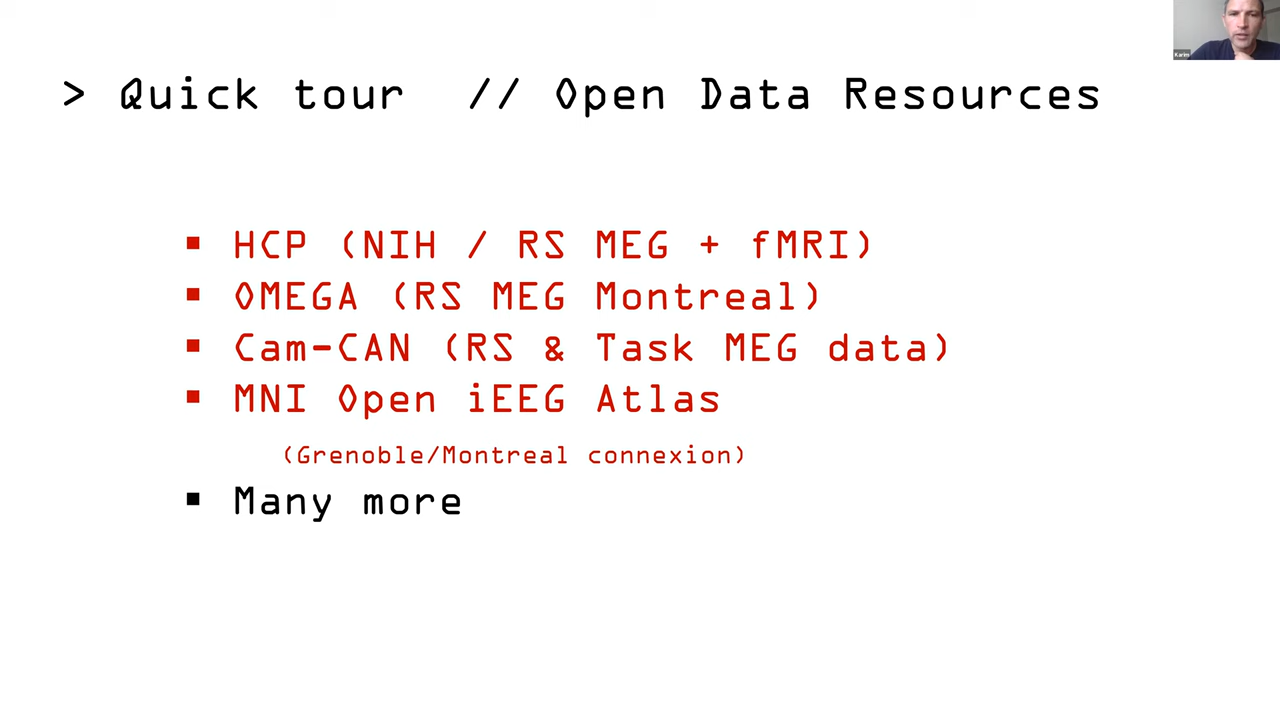 > Quick tour // Open Data Resources
▪ HCP (NIH / RS MEG + fMRI)
▪ OMEGA (RS MEG Montreal)
▪ Cam-CAN (RS & Task MEG data)
▪ MNI Open iEEG Atlas
(Grenoble/Montreal connexion)
▪ Many more
Karim